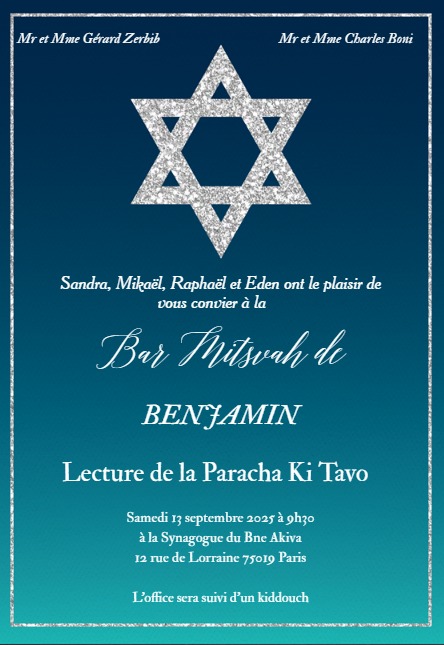 Mr et Mme Gérard Zerbib
Mr et Mme Charles Boni
Sandra, Mikaël, Raphaël et Eden ont le plaisir de
vous convier à la
Bar Mitsvah de
BENJAMIN
Lecture de la Paracha Ki Tavo
Samedi 13 septembre 2025 à 9h30
à la Synagogue du Bne Akiva
12 rue de Lorraine 75019 Paris
L'office sera suivi d'un kiddouch